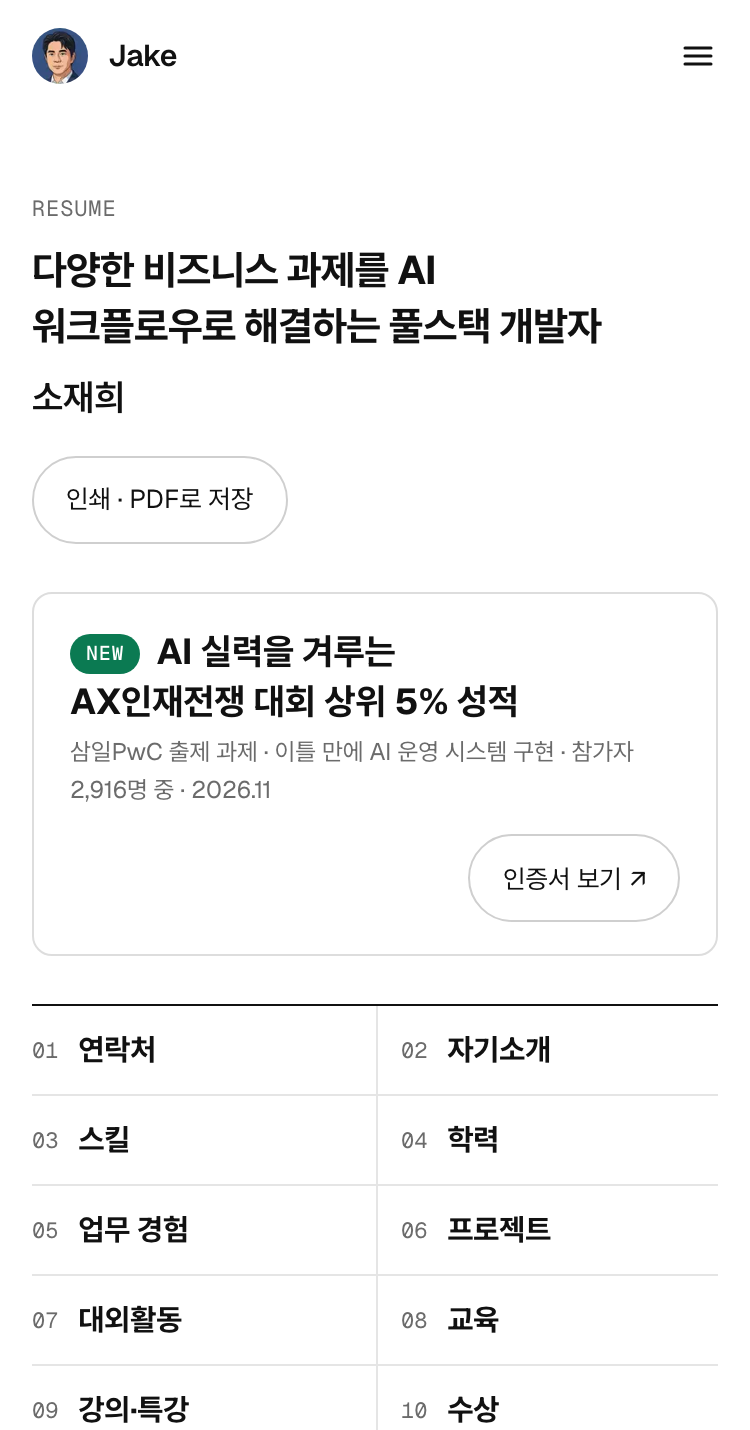 Jake
RESUME
다양한 비즈니스 과제를 AI
워크플로우로 해결하는 풀스택 개발자
소재희
인쇄 · PDF로 저장
NEW AI 실력을 겨루는
AX인재전쟁 대회 상위 5% 성적
삼일PwC 출제 과제 · 이틀 만에 AI 운영 시스템 구현 · 참가자
2,916명 중 · 2026.11
인증서 보기 ↗
01 연락처
02 자기소개
03 스킬
04 학력
05 업무 경험
06 프로젝트
07 대외활동
08 교육
09 강의·특강
10 수상